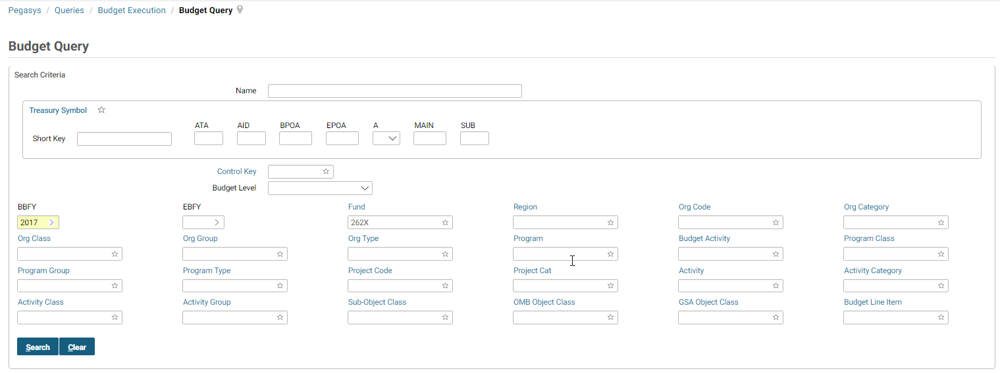 Pegasys / Queries / Budget Execution / Budget Query
Budget Query
Search Criteria
Name
Treasury Symbol
ATA AID BPOA EPOA A MAIN SUB
Short Key
Control Key
Budget Level
BBFY EBFY Fund Region Org Code Org Category
2017 262X
Org Class Org Group Org Type Program Budget Activity Program Class
Program Group Program Type Project Code Project Cat Activity Activity Category
Activity Class Activity Group Sub-Object Class OMB Object Class GSA Object Class Budget Line Item
Search Clear